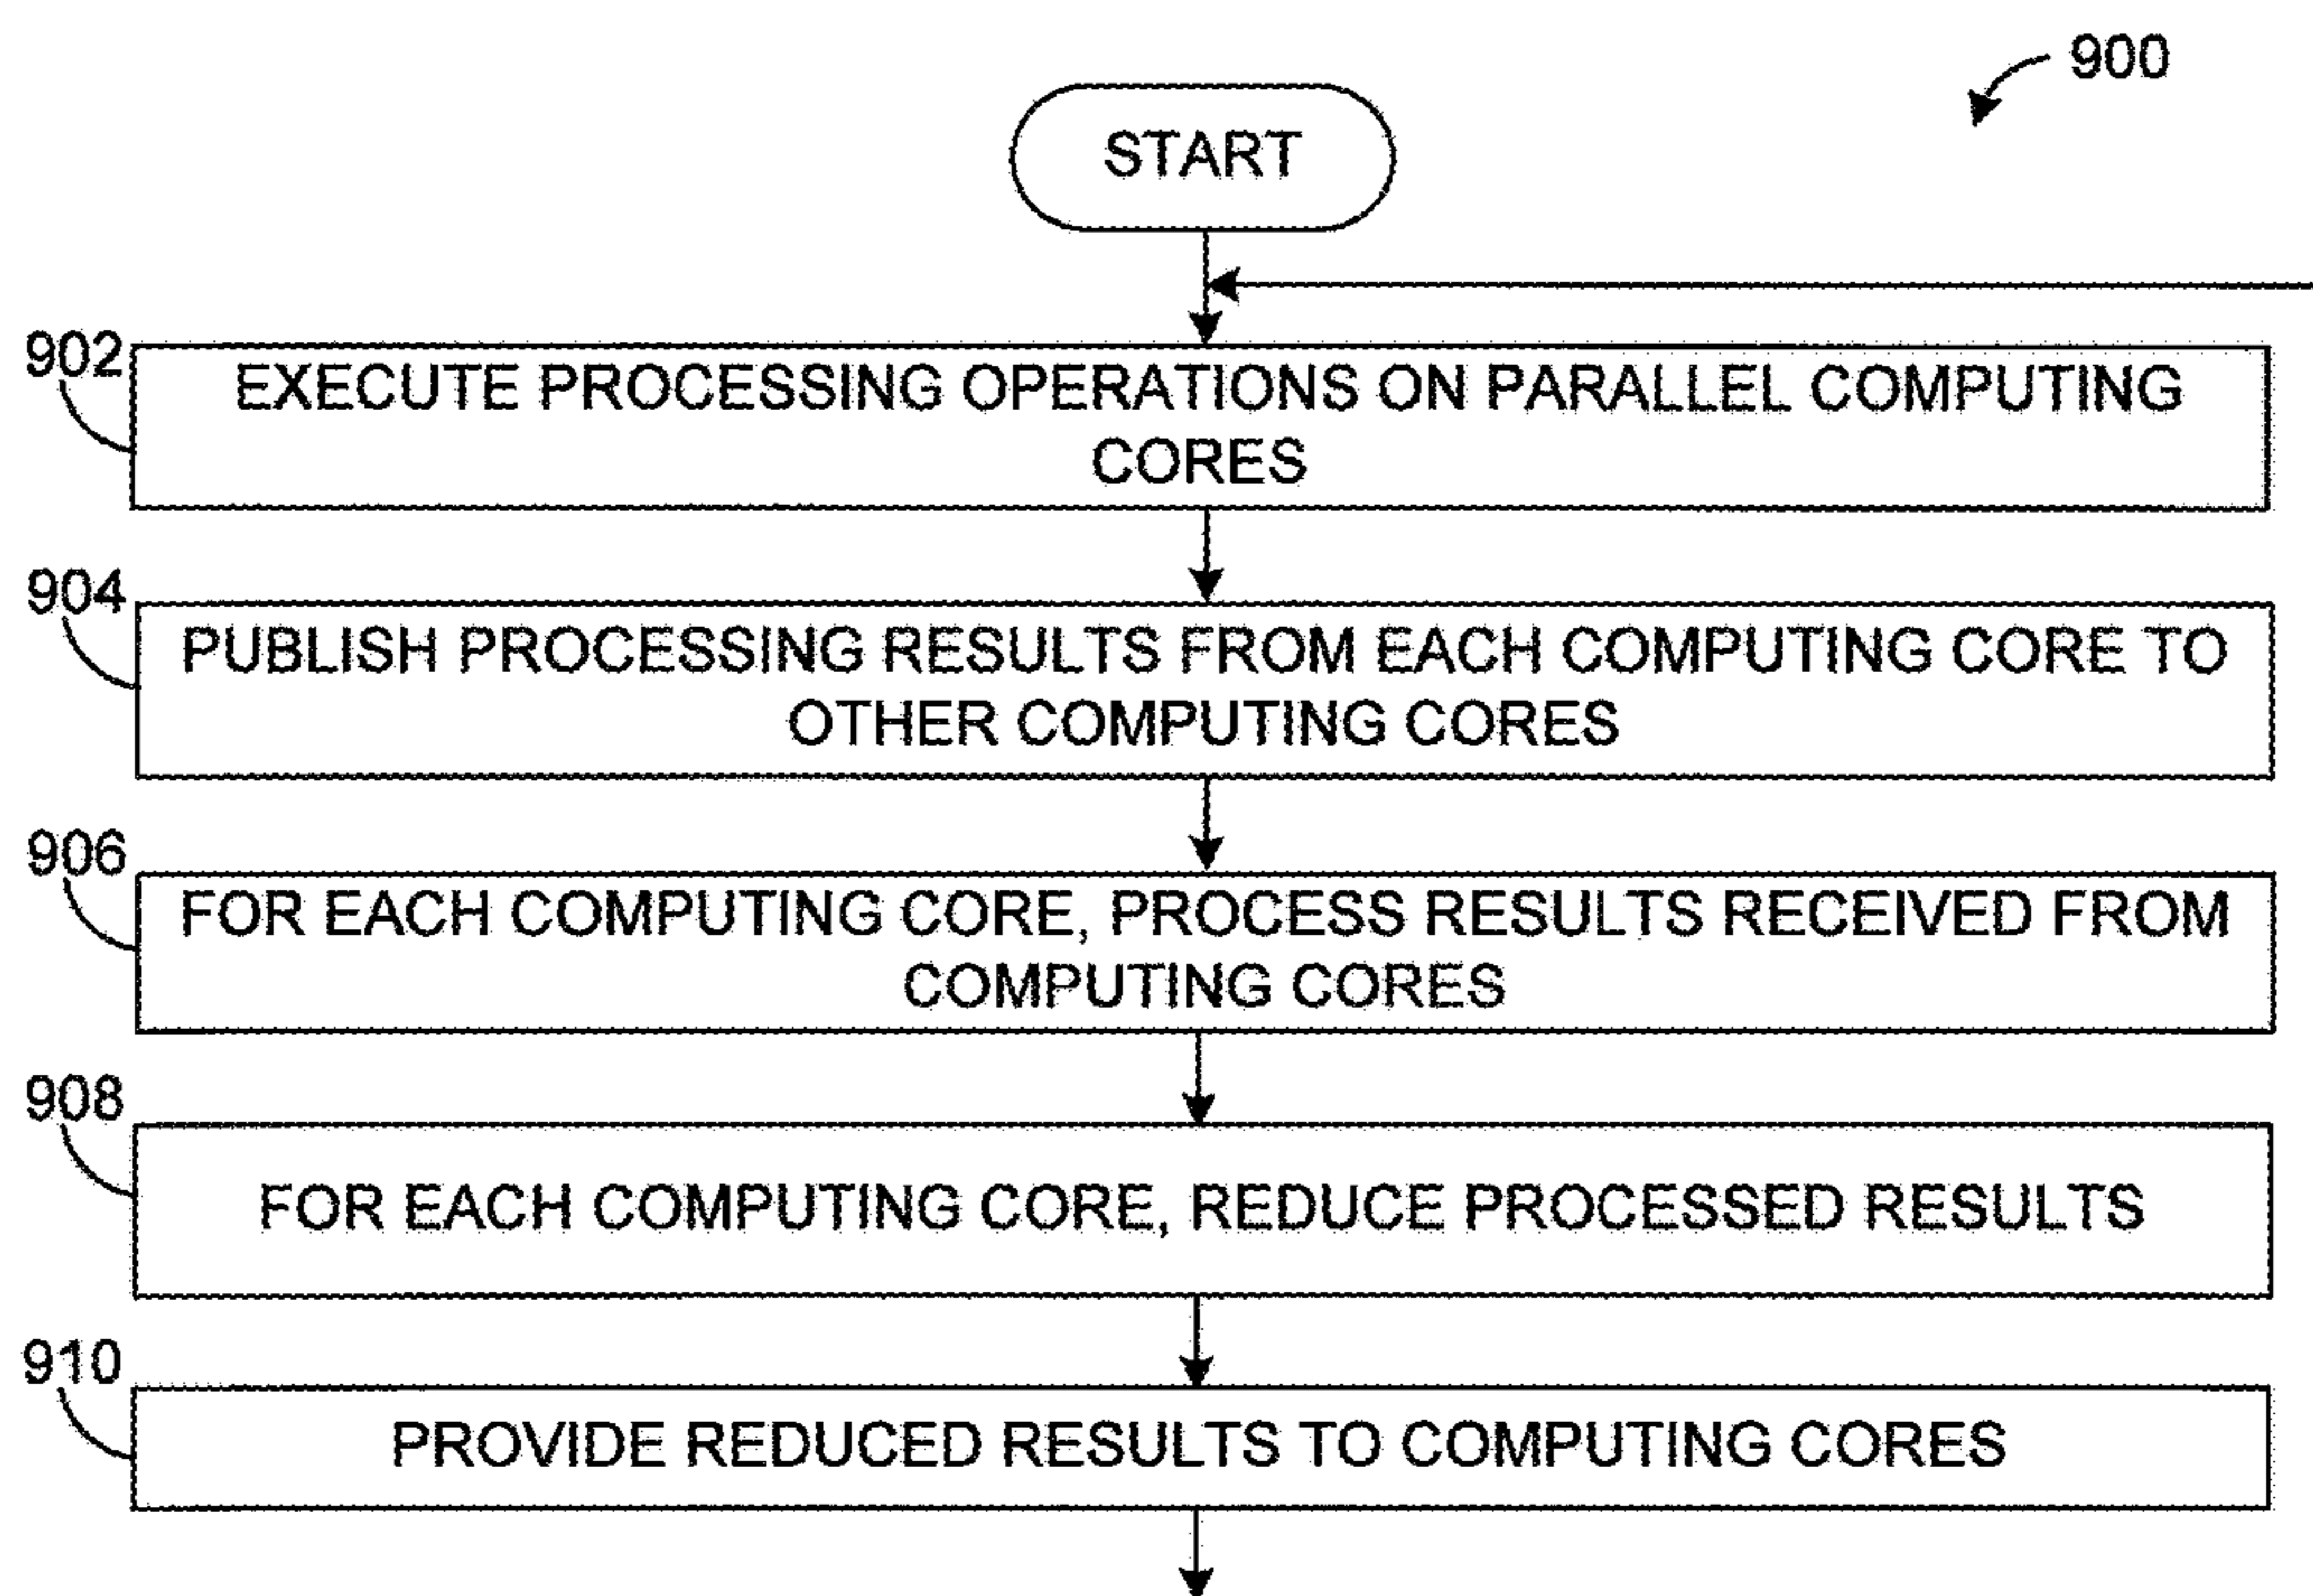 900
START
902
EXECUTE PROCESSING OPERATIONS ON PARALLEL COMPUTING
CORES
904
PUBLISH PROCESSING RESULTS FROM EACH COMPUTING CORE TO
OTHER COMPUTING CORES
906
FOR EACH COMPUTING CORE, PROCESS RESULTS RECEIVED FROM
COMPUTING CORES
908
FOR EACH COMPUTING CORE, REDUCE PROCESSED RESULTS
910
PROVIDE REDUCED RESULTS TO COMPUTING CORES